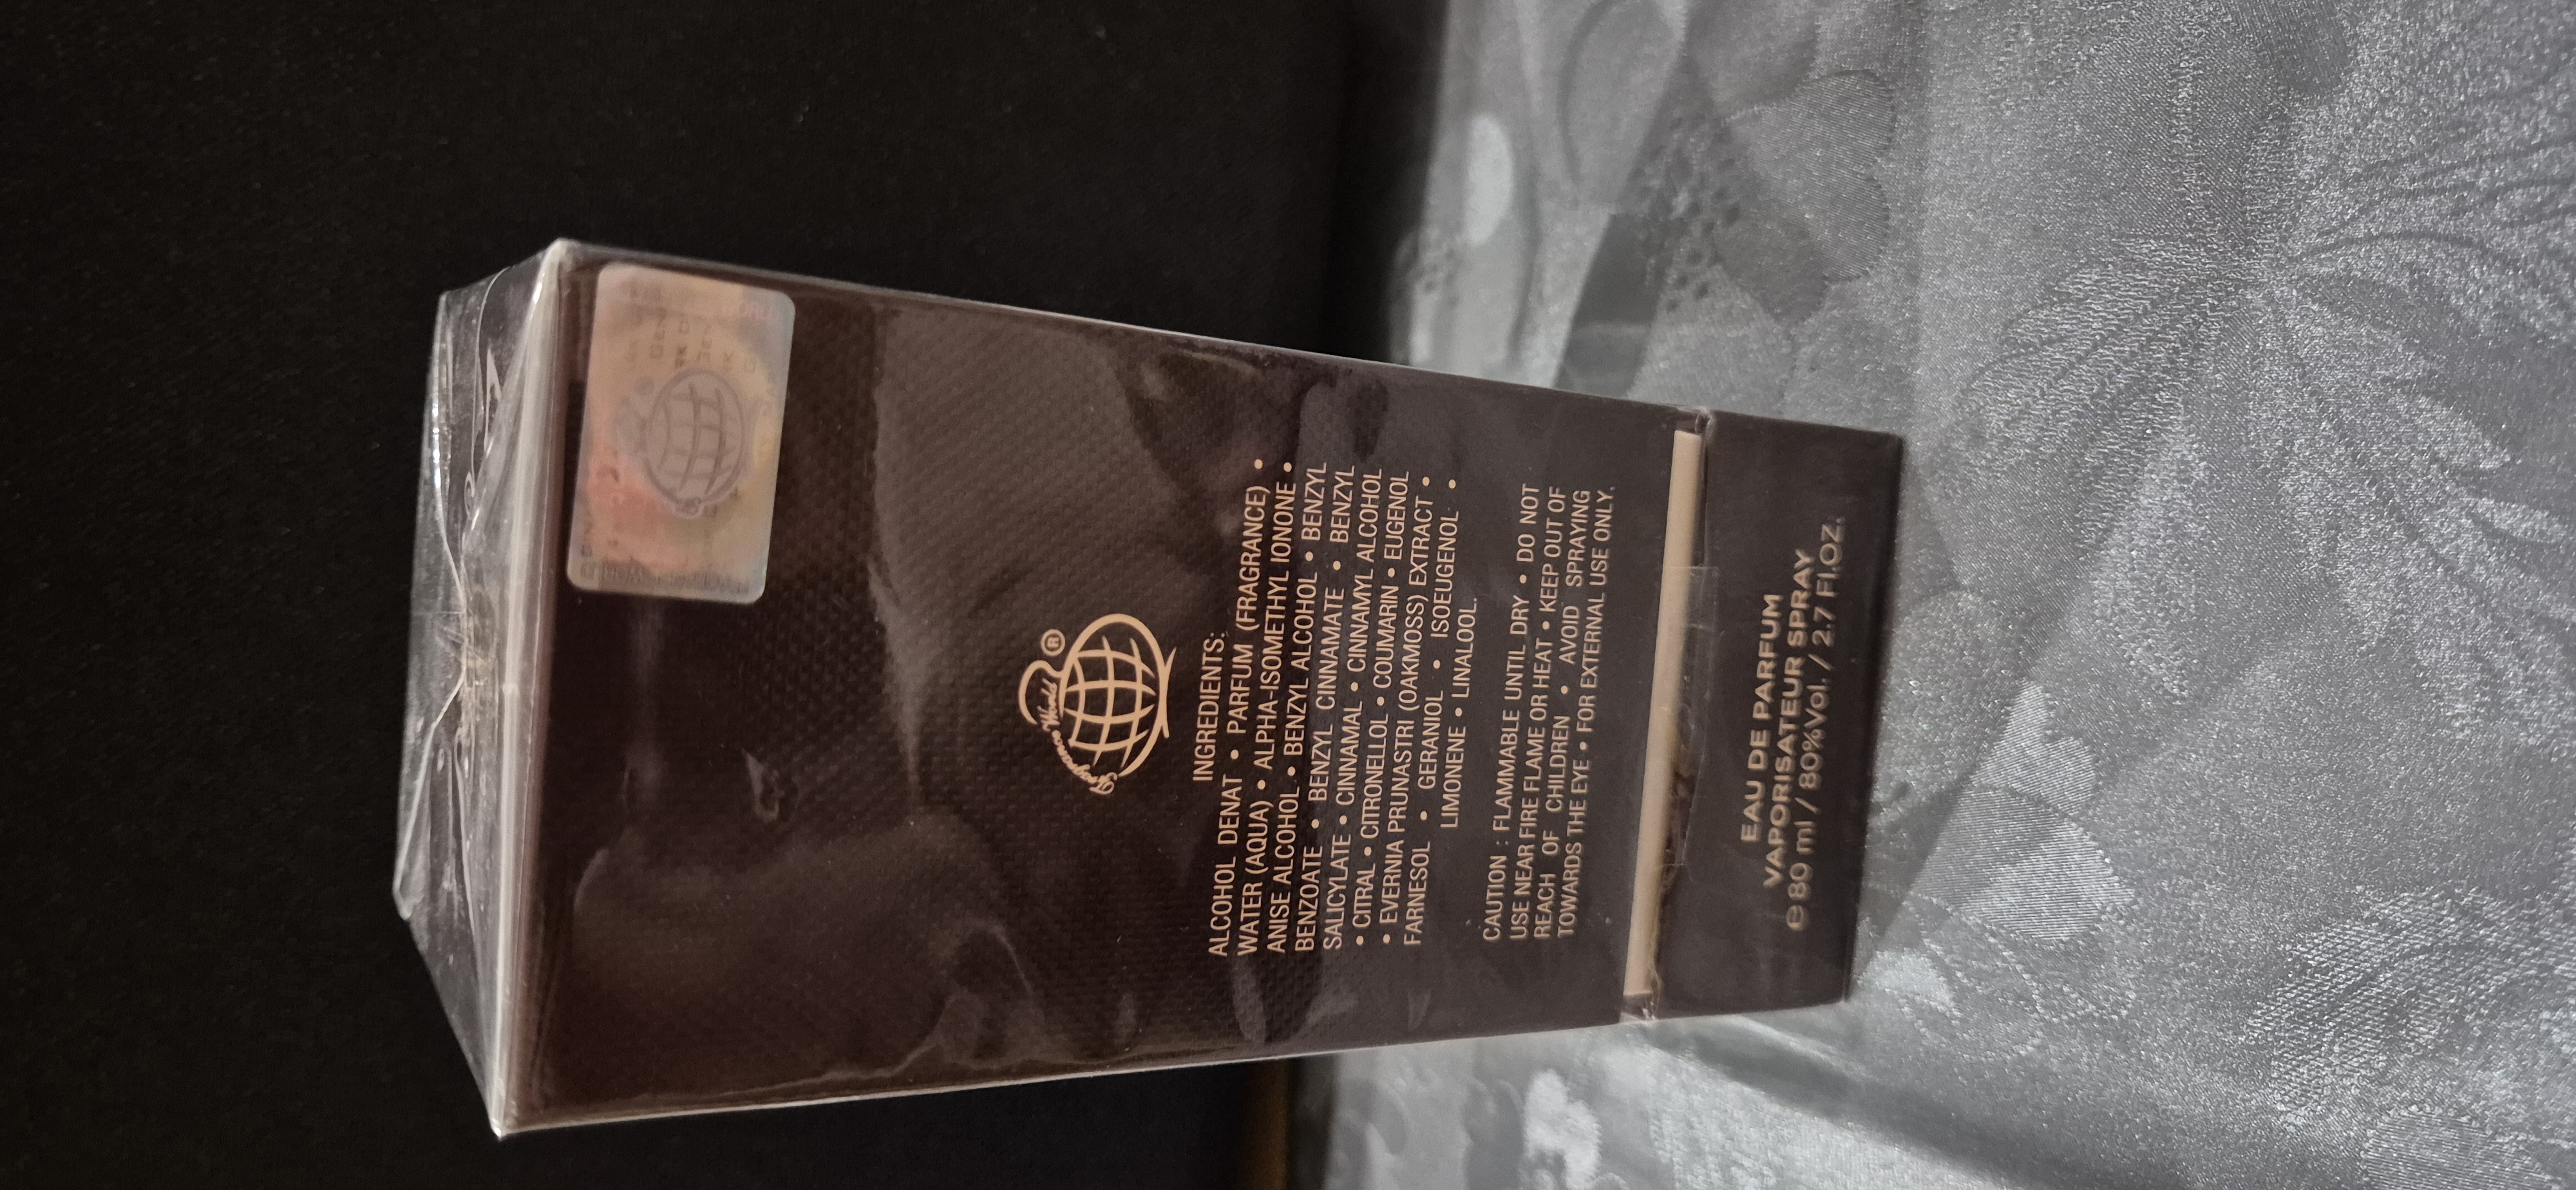 Fragrance World ®
INGREDIENTS:
ALCOHOL DENAT • PARFUM (FRAGRANCE) •
WATER (AQUA) • ALPHA-ISOMETHYL IONONE •
ANISE ALCOHOL • BENZYL ALCOHOL • BENZYL
BENZOATE • BENZYL CINNAMATE • BENZYL
SALICYLATE • CINNAMAL • CINNAMYL ALCOHOL
• CITRAL • CITRONELLOL • COUMARIN • EUGENOL
• EVERNIA PRUNASTRI (OAKMOSS) EXTRACT •
FARNESOL • GERANIOL • ISOEUGENOL •
LIMONENE • LINALOOL.
CAUTION : FLAMMABLE UNTIL DRY • DO NOT
USE NEAR FIRE FLAME OR HEAT • KEEP OUT OF
REACH OF CHILDREN • AVOID SPRAYING
TOWARDS THE EYE • FOR EXTERNAL USE ONLY.
EAU DE PARFUM
VAPORISATEUR SPRAY
℮ 80 ml / 80%Vol. / 2.7 Fl.OZ.